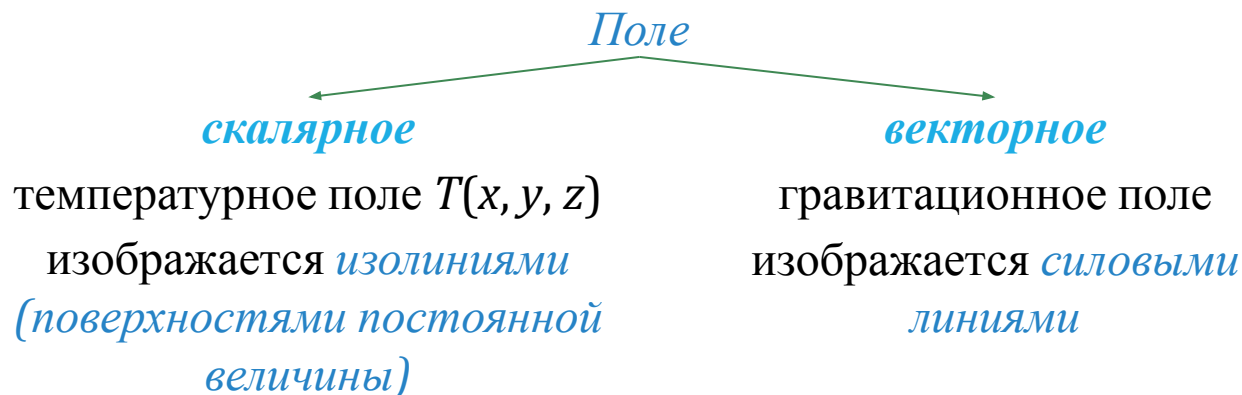 Поле
скалярное
температурное поле T(x, y, z)
изображается изолиниями
(поверхностями постоянной
величины)
векторное
гравитационное поле
изображается силовыми
линиями